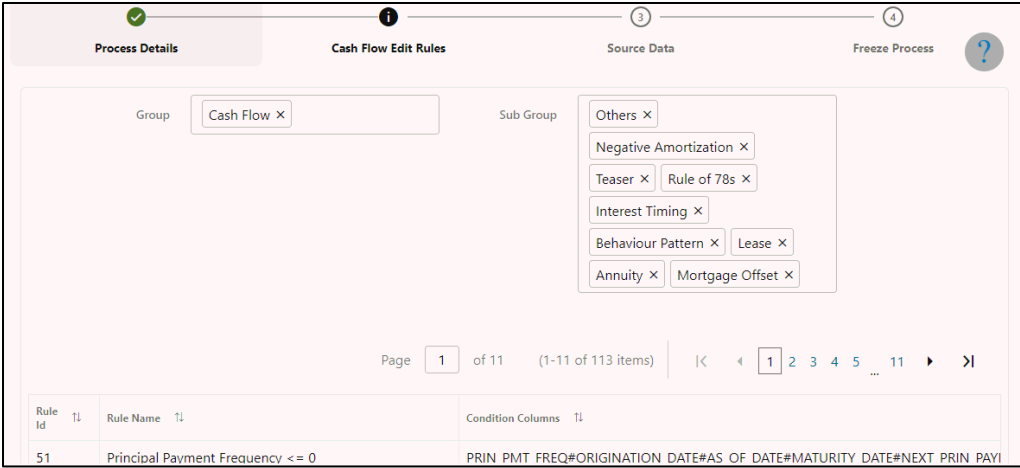 3 4
Process Details Cash Flow Edit Rules Source Data Freeze Process ?
Group Cash Flow × Sub Group Others ×
Negative Amortization ×
Teaser × Rule of 78s ×
Interest Timing ×
Behaviour Pattern × Lease ×
Annuity × Mortgage Offset ×
Page 1 of 11 (1-11 of 113 items) 1 2 3 4 5 ... 11
Rule Id Rule Name Condition Columns
51 Principal Payment Frequency <= 0 PRIN_PMT_FREQ#ORIGINATION_DATE#AS_OF_DATE#MATURITY_DATE#NEXT_PRIN_PAYI